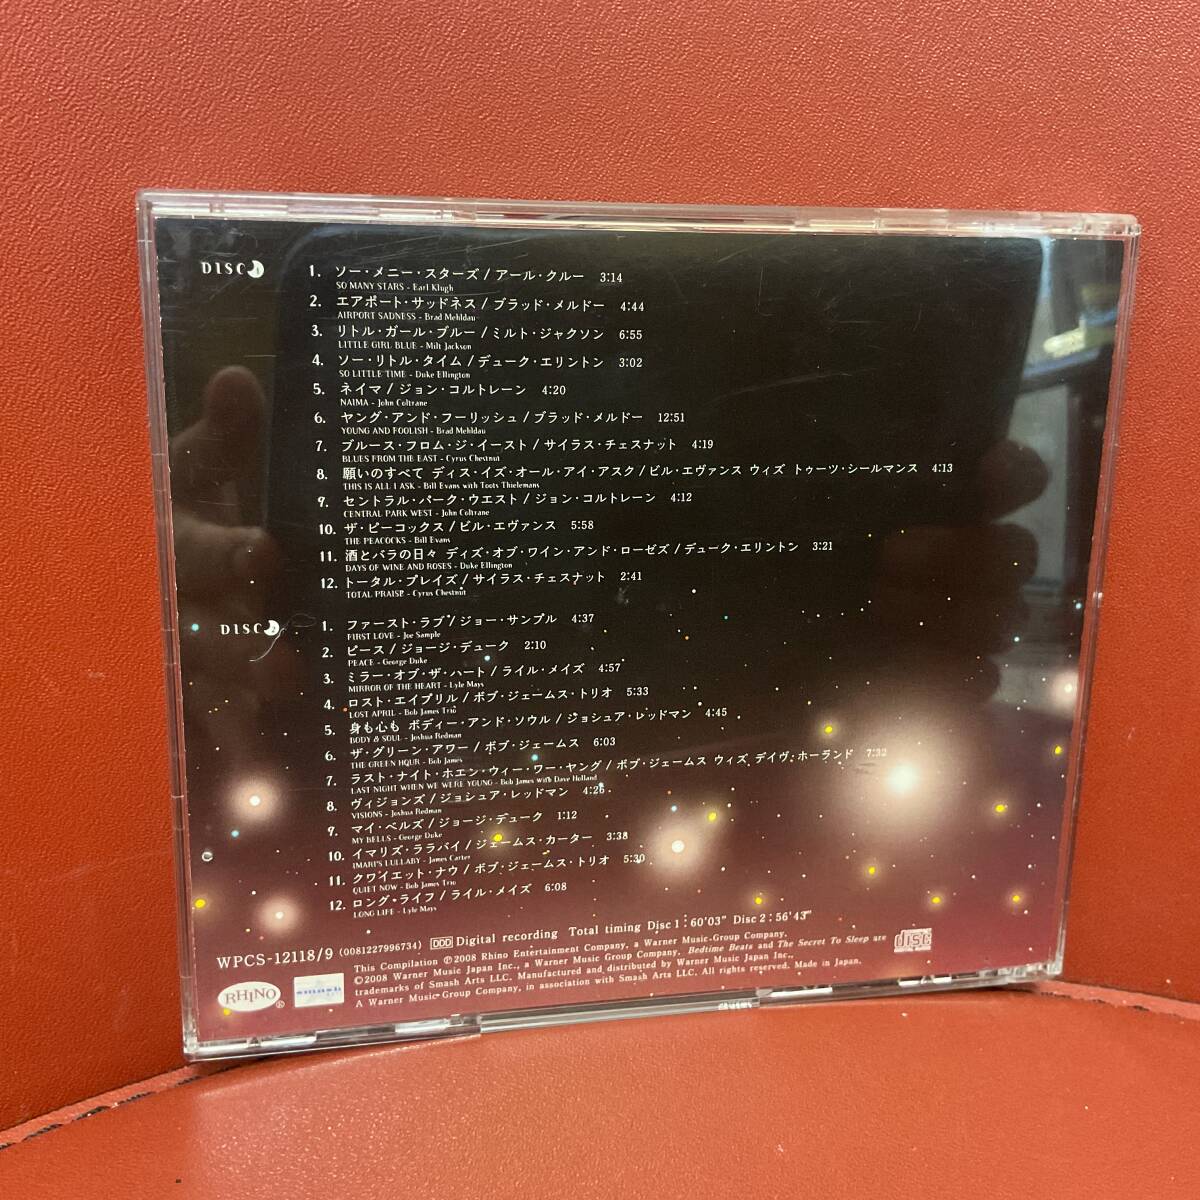 DISC 1
1. ソー・メニー・スターズ / アール・クルー 3:14
SO MANY STARS - Earl Klugh
2. エアポート・サッドネス / ブラッド・メルドー 4:44
AIRPORT SADNESS - Brad Mehldau
3. リトル・ガール・ブルー / ミルト・ジャクソン 6:55
LITTLE GIRL BLUE - Milt Jackson
4. ソー・リトル・タイム / デューク・エリントン 3:02
SO LITTLE TIME - Duke Ellington
5. ネイマ / ジョン・コルトレーン 4:20
NAIMA - John Coltrane
6. ヤング・アンド・フーリッシュ / ブラッド・メルドー 12:51
YOUNG AND FOOLISH - Brad Mehldau
7. ブルース・フロム・ジ・イースト / サイラス・チェスナット 4:19
BLUES FROM THE EAST - Cyrus Chestnut
8. 願いのすべて ディス・イズ・オール・アイ・アスク / ビル・エヴァンス ウィズ トゥーツ・シールマンス 4:13
THIS IS ALL I ASK - Bill Evans with Toots Thielemans
9. セントラル・パーク・ウエスト / ジョン・コルトレーン 4:12
CENTRAL PARK WEST - John Coltrane
10. ザ・ピーコックス / ビル・エヴァンス 5:58
THE PEACOCKS - Bill Evans
11. 酒とバラの日々 デイズ・オブ・ワイン・アンド・ローゼズ / デューク・エリントン 3:21
DAYS OF WINE AND ROSES - Duke Ellington
12. トータル・プレイズ / サイラス・チェスナット 2:41
TOTAL PRAISE - Cyrus Chestnut
DISC 2
1. ファースト・ラブ / ジョー・サンプル 4:37
FIRST LOVE - Joe Sample
2. ピース / ジョージ・デューク 2:10
PEACE - George Duke
3. ミラー・オブ・ザ・ハート / ライル・メイズ 4:57
MIRROR OF THE HEART - Lyle Mays
4. ロスト・エイプリル / ボブ・ジェームス・トリオ 5:33
LOST APRIL - Bob James Trio
5. 身も心も ボディー・アンド・ソウル / ジョシュア・レッドマン 4:45
BODY & SOUL - Joshua Redman
6. ザ・グリーン・アワー / ボブ・ジェームス 6:03
THE GREEN HOUR - Bob James
7. ラスト・ナイト・ホエン・ウィー・ワー・ヤング / ボブ・ジェームス ウィズ デイヴ・ホーランド 7:32
LAST NIGHT WHEN WE WERE YOUNG - Bob James with Dave Holland
8. ヴィジョンズ / ジョシュア・レッドマン 4:26
VISIONS - Joshua Redman
9. マイ・ベルズ / ジョージ・デューク 1:12
MY BELLS - George Duke
10. イマリズ・ララバイ / ジェームス・カーター 3:38
IMARI'S LULLABY - James Carter
11. クワイエット・ナウ / ボブ・ジェームス・トリオ 5:30
QUIET NOW - Bob James Trio
12. ロング・ライフ / ライル・メイズ 6:08
LONG LIFE - Lyle Mays
WPCS-12118/9 (0081227996734) DDD Digital recording Total timing Disc 1 : 60'03" Disc 2 : 56'43"
This Compilation ℗2008 Rhino Entertainment Company, a Warner Music Group Company.
©2008 Warner Music Japan Inc., a Warner Music Group Company. Bedtime Beats and The Secret To Sleep are
trademarks of Smash Arts LLC. Manufactured and distributed by Warner Music Japan Inc.,
A Warner Music Group Company, in association with Smash Arts LLC. All rights reserved. Made in Japan.
RHINO
smash
disc